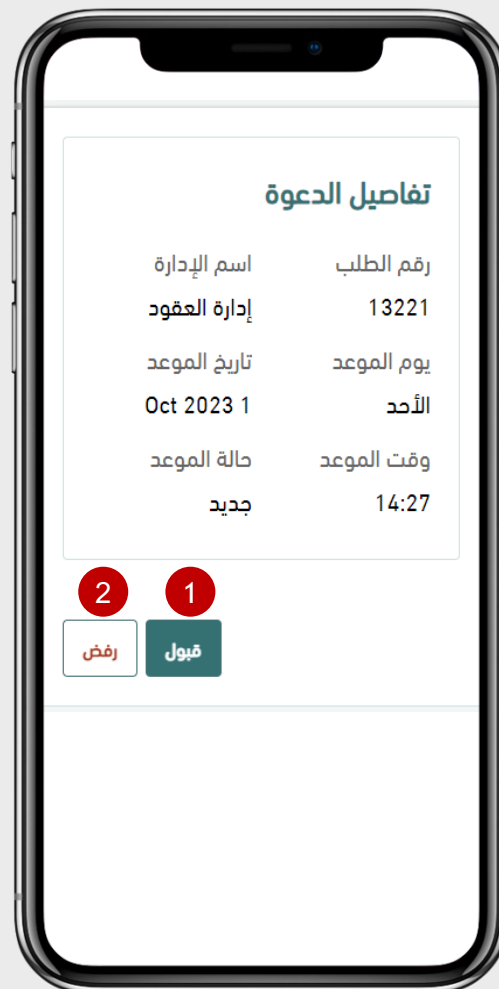 تفاصيل الدعوة
رقم الطلب اسم الإدارة
13221 إدارة العقود
يوم الموعد تاريخ الموعد
الأحد 1 Oct 2023
وقت الموعد حالة الموعد
14:27 جديد
1 2
قبول رفض